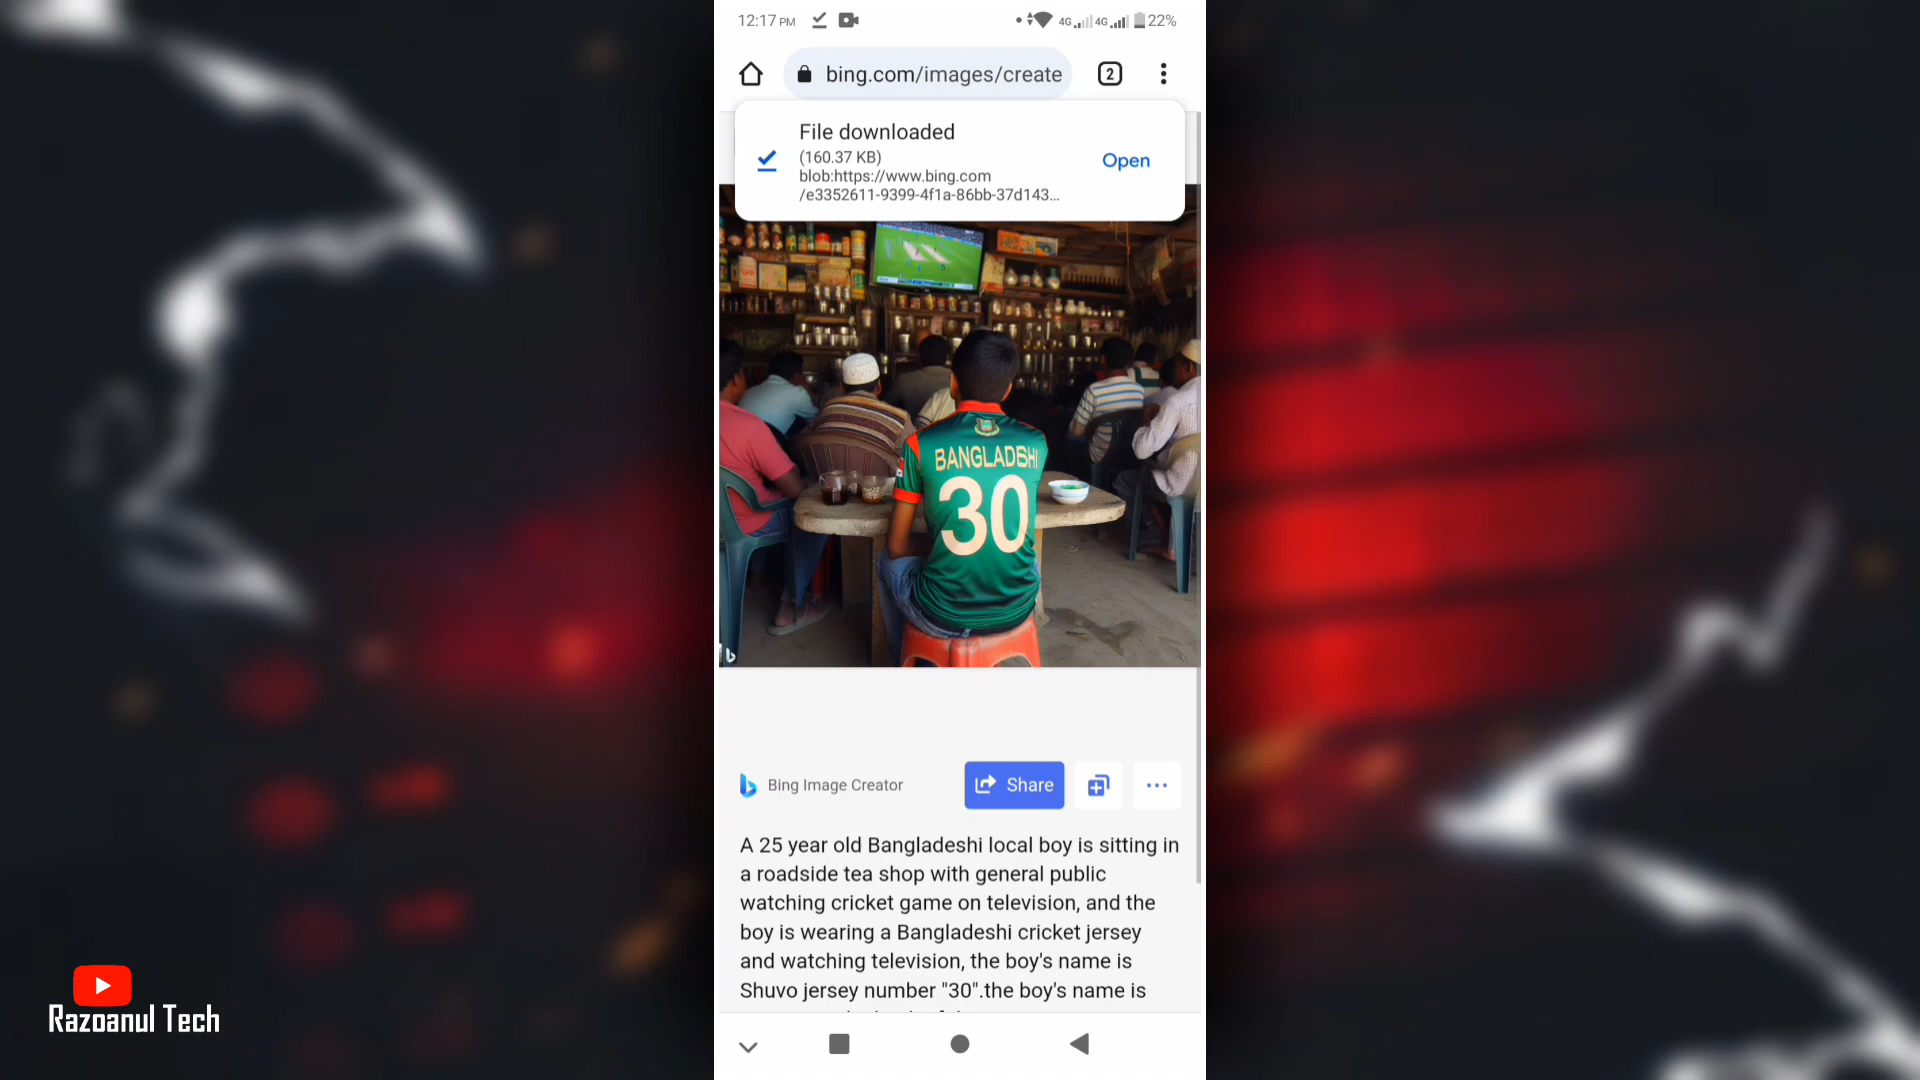 12:17 PM
4G 4G 22%
bing.com/images/create
2
File downloaded
(160.37 KB)
blob:https://www.bing.com
/e3352611-9399-4f1a-86bb-37d143...
Open
BANGLADESHI
30
Bing Image Creator
Share
A 25 year old Bangladeshi local boy is sitting in
a roadside tea shop with general public
watching cricket game on television, and the
boy is wearing a Bangladeshi cricket jersey
and watching television, the boy's name is
Shuvo jersey number "30".the boy's name is
Razoanul Tech